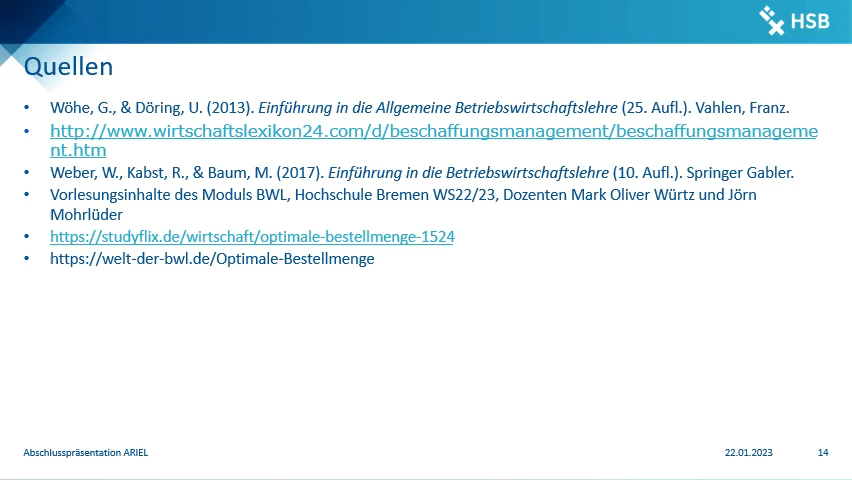 HSB
Quellen
• Wöhe, G., & Döring, U. (2013). Einführung in die Allgemeine Betriebswirtschaftslehre (25. Aufl.). Vahlen, Franz.
• http://www.wirtschaftslexikon24.com/d/beschaffungsmanagement/beschaffungsmanageme
nt.htm
• Weber, W., Kabst, R., & Baum, M. (2017). Einführung in die Betriebswirtschaftslehre (10. Aufl.). Springer Gabler.
• Vorlesungsinhalte des Moduls BWL, Hochschule Bremen WS22/23, Dozenten Mark Oliver Würtz und Jörn
Mohrlüder
• https://studyflix.de/wirtschaft/optimale-bestellmenge-1524
• https://welt-der-bwl.de/Optimale-Bestellmenge
Abschlusspräsentation ARIEL 22.01.2023 14